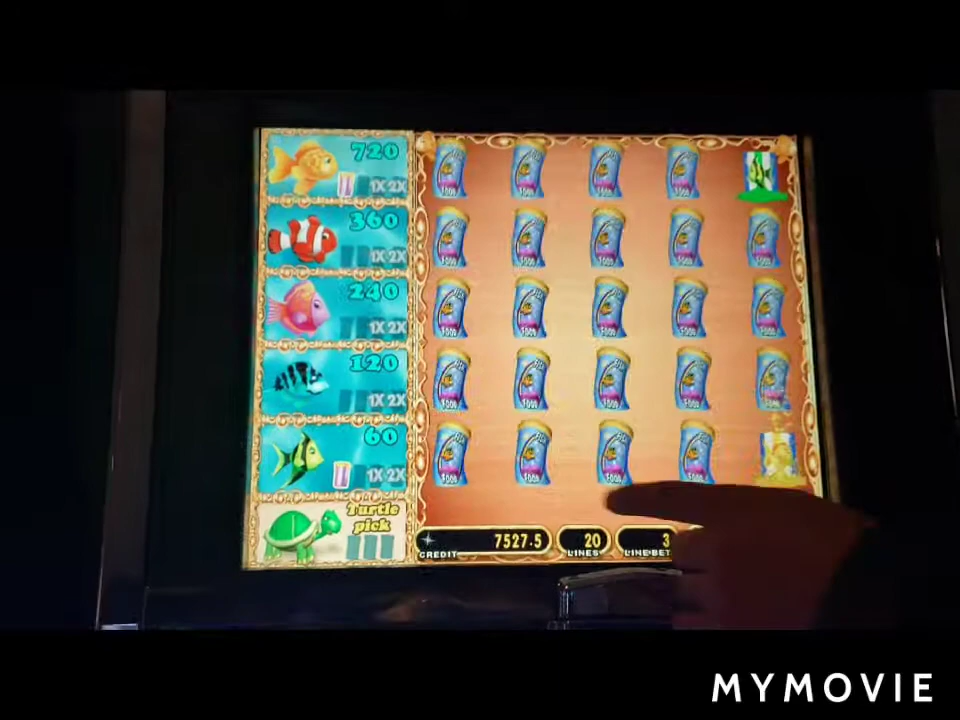 720
1X 2X
360
1X 2X
240
1X 2X
120
1X 2X
60
1X 2X
Turtle
pick
7527.5 20 3
CREDIT LINES LINE BET
MYMOVIE